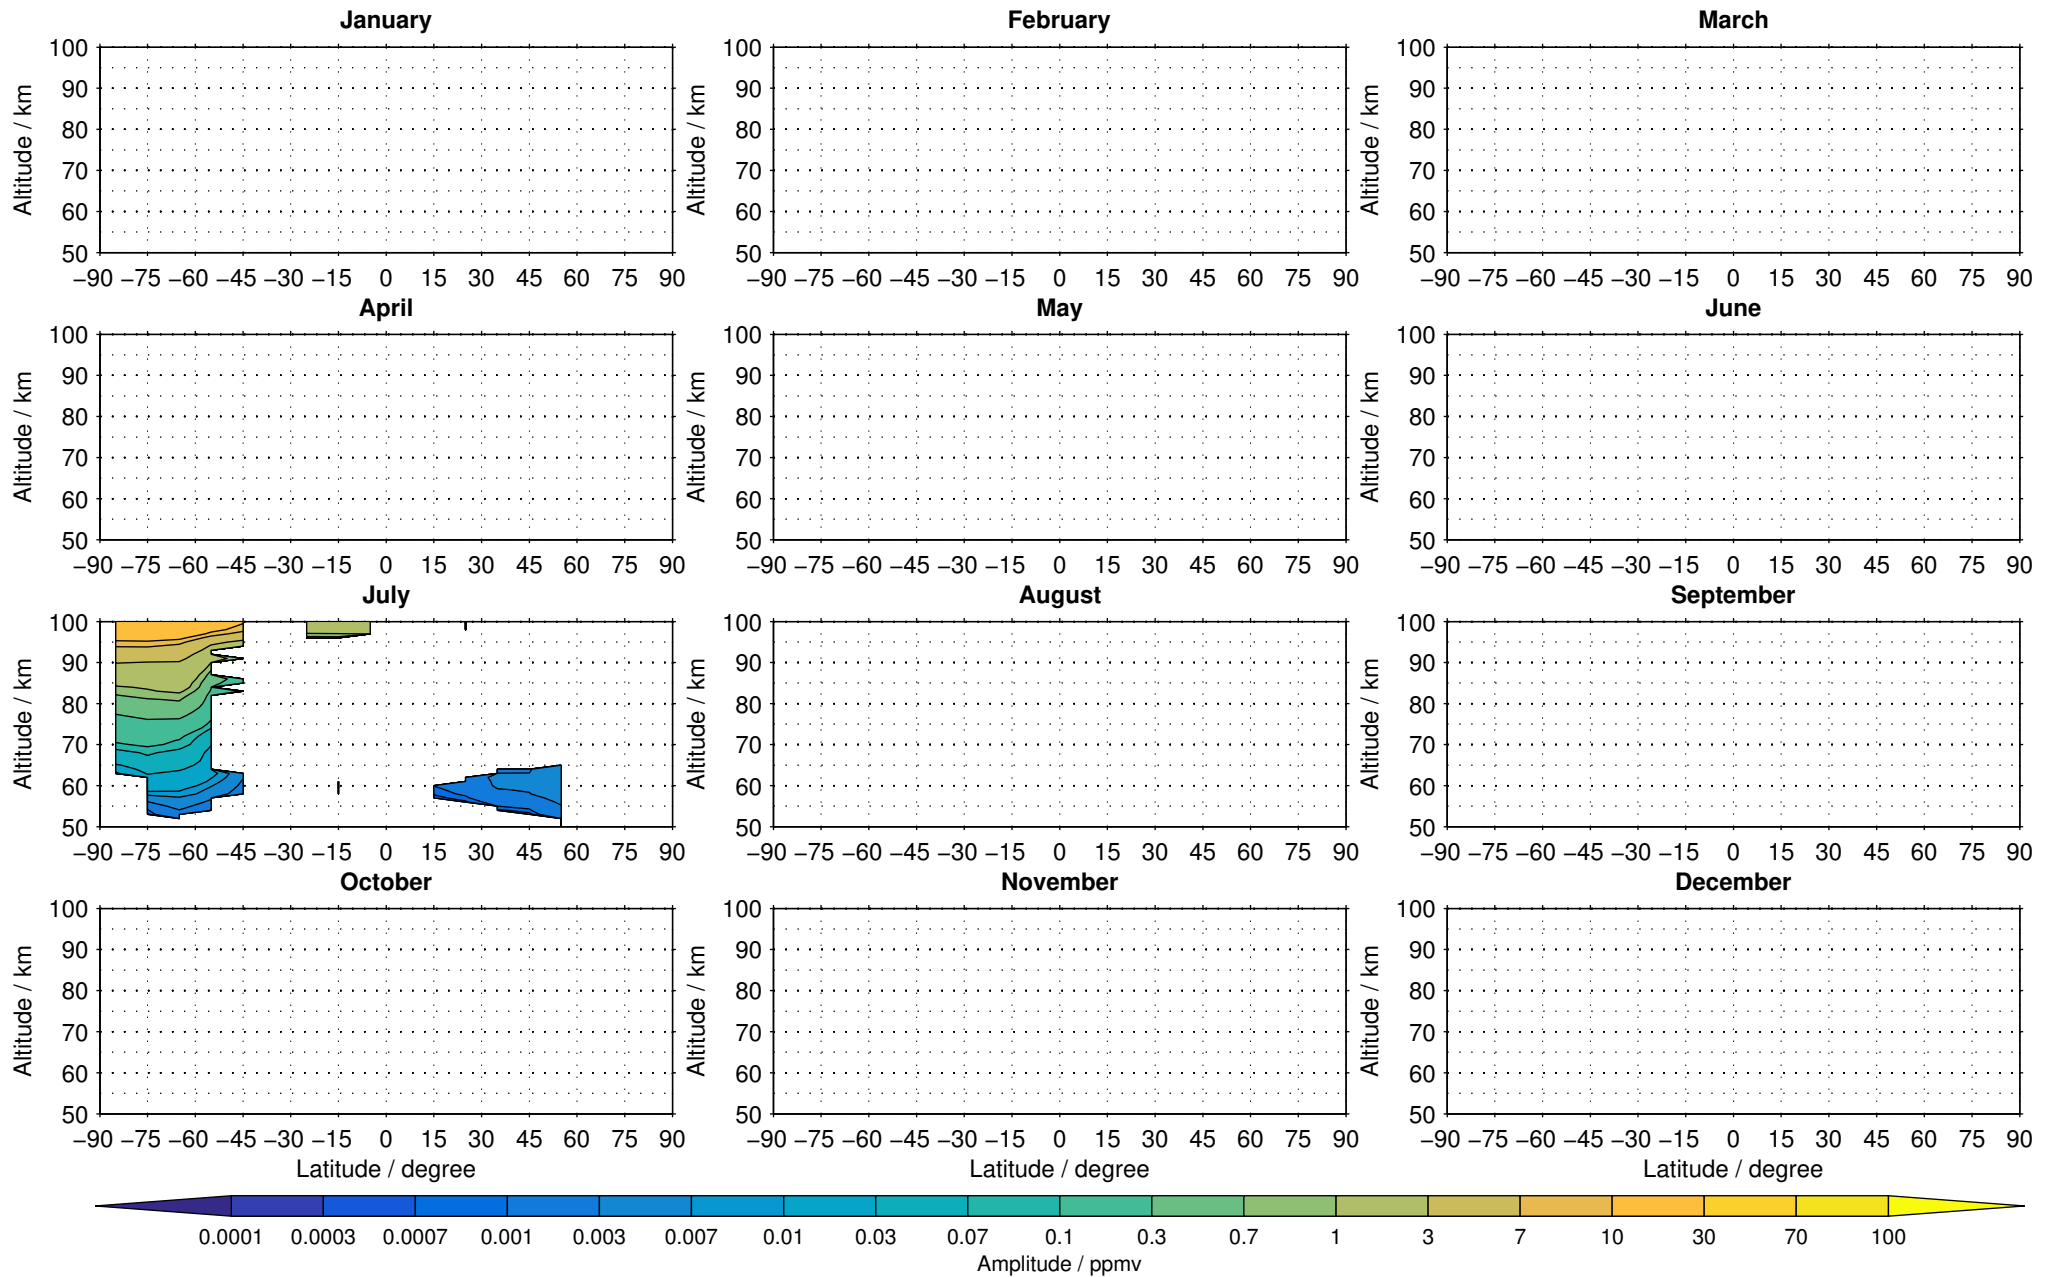 January February March
100 100 100
90 90 90
80 80 80
70 70 70
60 60 60
50 50 50
Altitude / km Altitude / km Altitude / km
−90 −75 −60 −45 −30 −15 0 15 30 45 60 75 90 −90 −75 −60 −45 −30 −15 0 15 30 45 60 75 90 −90 −75 −60 −45 −30 −15 0 15 30 45 60 75 90
April May June
100 100 100
90 90 90
80 80 80
70 70 70
60 60 60
50 50 50
Altitude / km Altitude / km Altitude / km
−90 −75 −60 −45 −30 −15 0 15 30 45 60 75 90 −90 −75 −60 −45 −30 −15 0 15 30 45 60 75 90 −90 −75 −60 −45 −30 −15 0 15 30 45 60 75 90
July August September
100 100 100
90 90 90
80 80 80
70 70 70
60 60 60
50 50 50
Altitude / km Altitude / km Altitude / km
−90 −75 −60 −45 −30 −15 0 15 30 45 60 75 90 −90 −75 −60 −45 −30 −15 0 15 30 45 60 75 90 −90 −75 −60 −45 −30 −15 0 15 30 45 60 75 90
October November December
100 100 100
90 90 90
80 80 80
70 70 70
60 60 60
50 50 50
Altitude / km Altitude / km Altitude / km
−90 −75 −60 −45 −30 −15 0 15 30 45 60 75 90 −90 −75 −60 −45 −30 −15 0 15 30 45 60 75 90 −90 −75 −60 −45 −30 −15 0 15 30 45 60 75 90
Latitude / degree Latitude / degree Latitude / degree
0.0001 0.0003 0.0007 0.001 0.003 0.007 0.01 0.03 0.07 0.1 0.3 0.7 1 3 7 10 30 70 100
Amplitude / ppmv